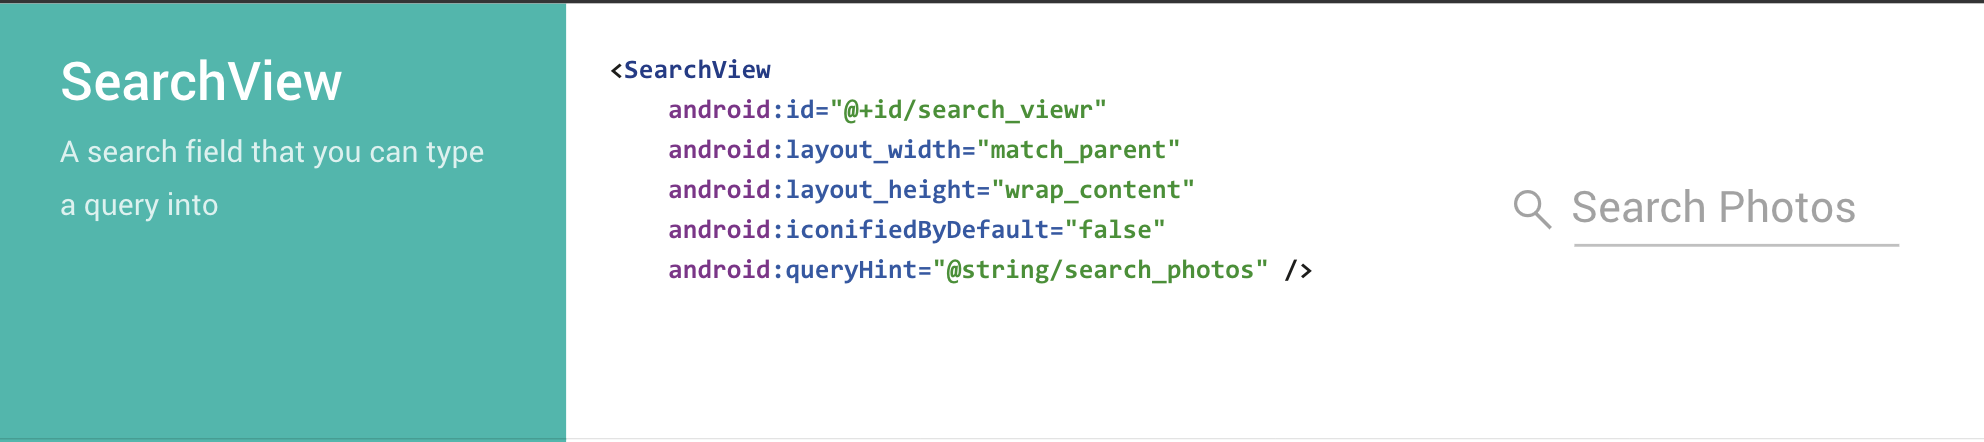 SearchView
A search field that you can type
a query into
<SearchView
android:id="@+id/search_viewr"
android:layout_width="match_parent"
android:layout_height="wrap_content"
android:iconifiedByDefault="false"
android:queryHint="@string/search_photos" />
Search Photos